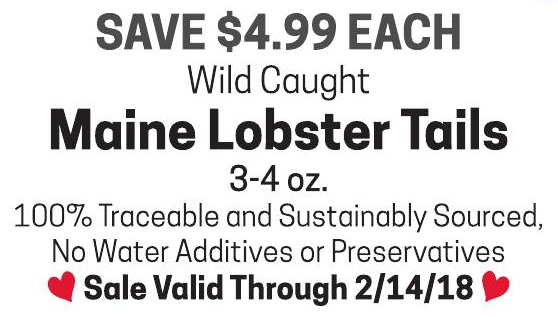 SAVE $4.99 EACH
Wild Caught
Maine Lobster Tails
3-4 oz.
100% Traceable and Sustainably Sourced,
No Water Additives or Preservatives
Sale Valid Through 2/14/18